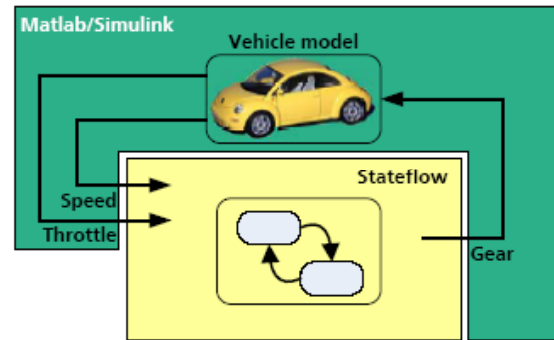 Matlab/Simulink
Vehicle model
Stateflow
Speed
Throttle
Gear